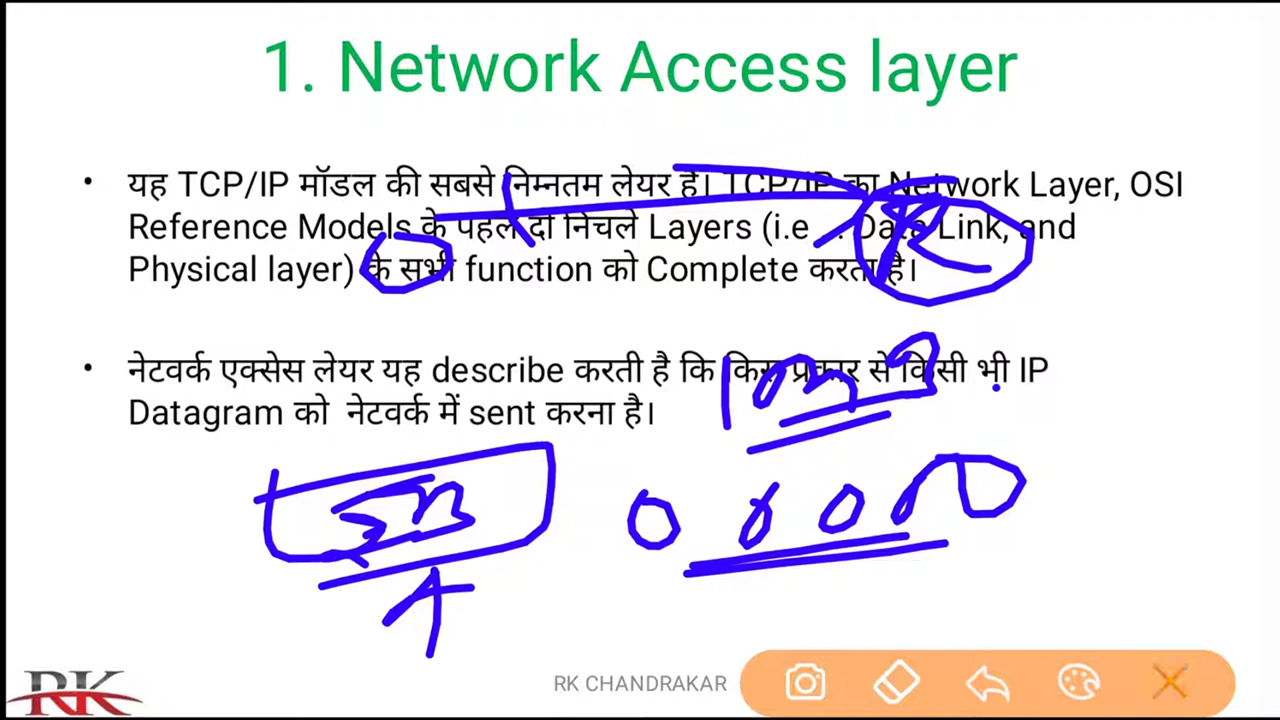 1. Network Access layer
• यह TCP/IP मॉडल की सबसे निम्नतम लेयर है। TCP/IP का Network Layer, OSI
Reference Models के पहले दो निचले Layers (i.e Data Link, and
Physical layer) के सभी function को Complete करता है।
• नेटवर्क एक्सेस लेयर यह describe करती है कि किस प्रकार से किसी भी IP
Datagram को नेटवर्क में sent करना है।
RK
RK CHANDRAKAR